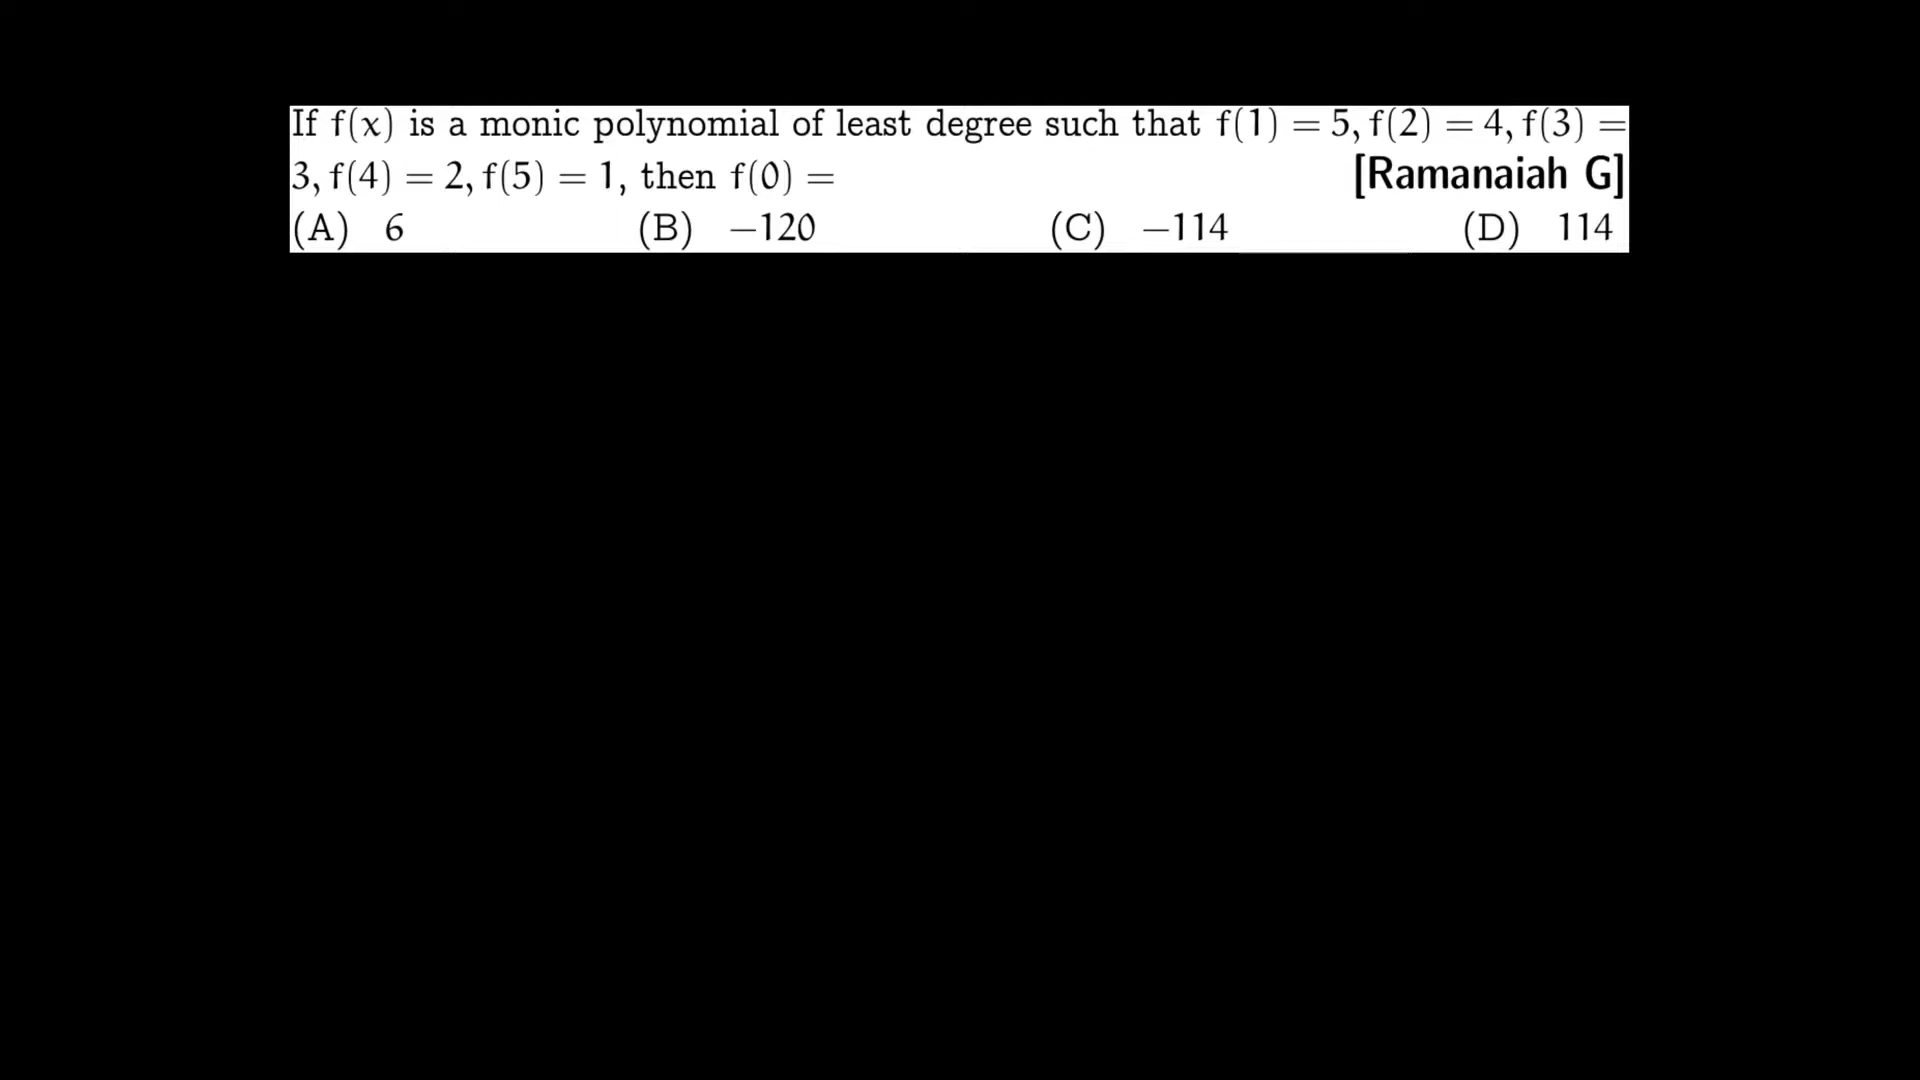 If f(x) is a monic polynomial of least degree such that f(1) = 5, f(2) = 4, f(3) =
3, f(4) = 2, f(5) = 1, then f(0) = [Ramanaiah G]
(A) 6 (B) −120 (C) −114 (D) 114